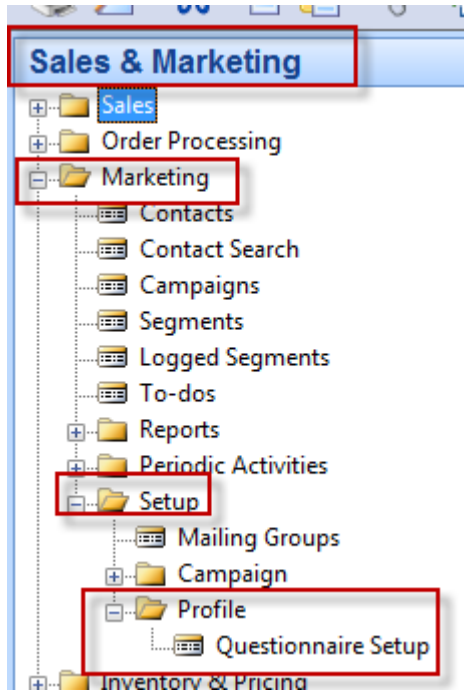 Sales & Marketing
Sales
Order Processing
Marketing
Contacts
Contact Search
Campaigns
Segments
Logged Segments
To-dos
Reports
Periodic Activities
Setup
Mailing Groups
Campaign
Profile
Questionnaire Setup
Inventory & Pricing